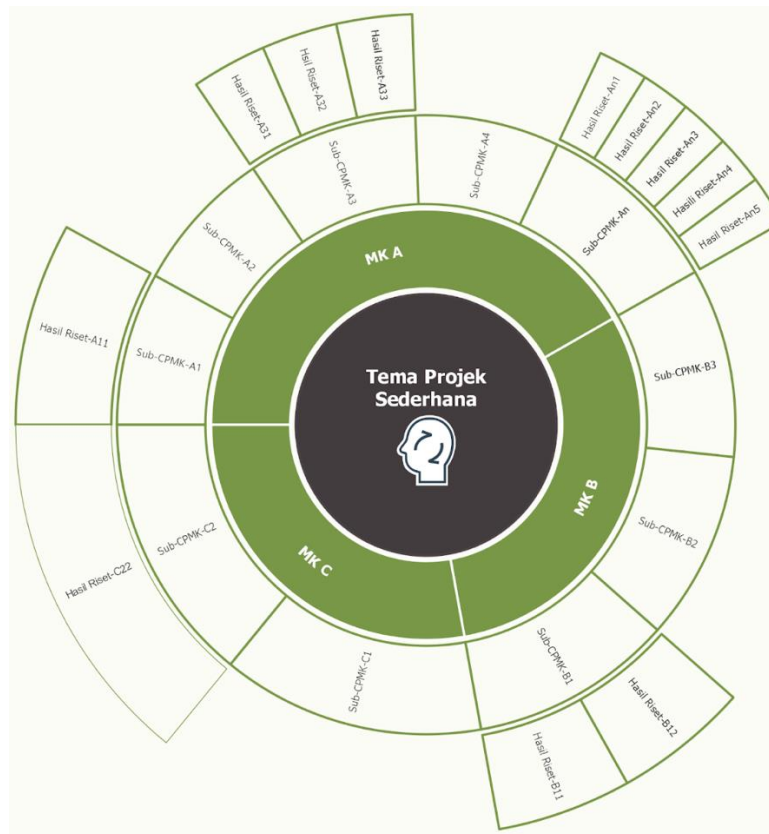 Tema Projek
Sederhana
MK A
MK B
MK C
Sub-CPMK-A1
Sub-CPMK-A2
Sub-CPMK-A3
Sub-CPMK-A4
Sub-CPMK-An
Sub-CPMK-B3
Sub-CPMK-B2
Sub-CPMK-B1
Sub-CPMK-C1
Sub-CPMK-C2
Hasil Riset-A11
Hasil Riset-A31
Hsil Riset-A32
Hasil Riset-A33
Hasil Riset-An1
Hasil Riset-An2
Hasil Riset-An3
Hasili Riset-An4
Hasil Riset-An5
Hasil Riset-B12
Hasil Riset-B11
Hasil Riset-C22